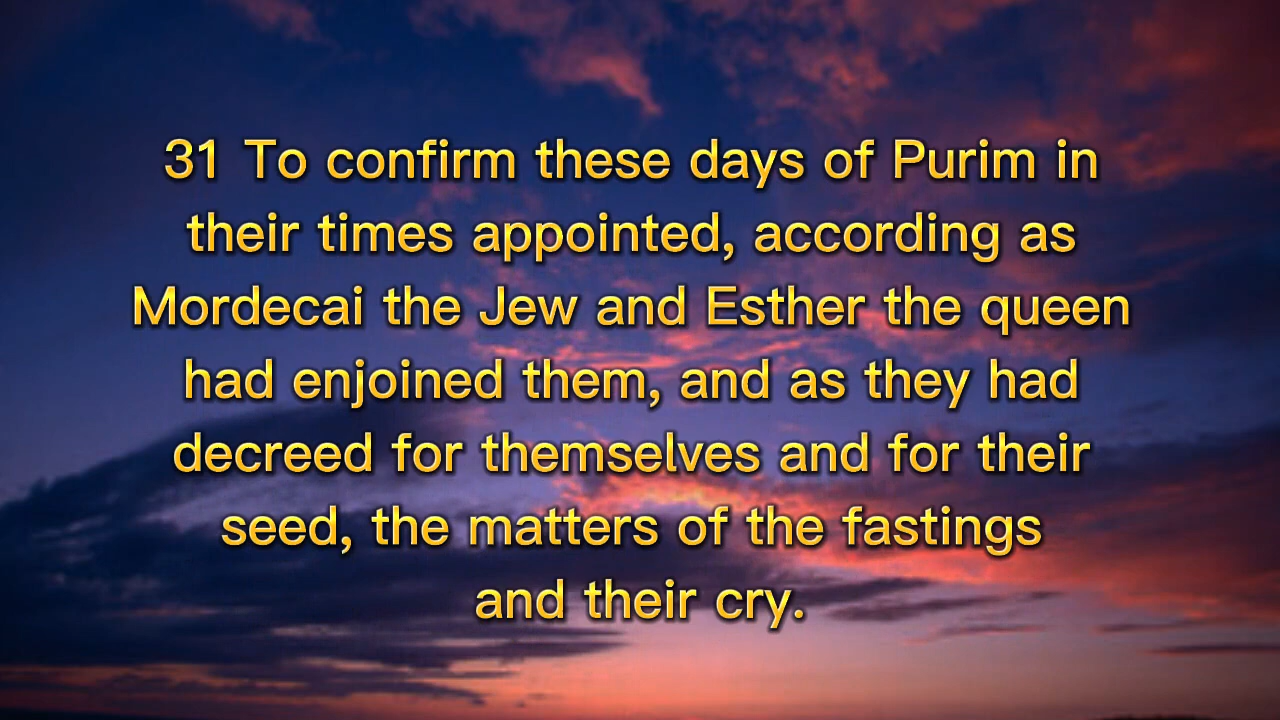 31 To confirm these days of Purim in
their times appointed, according as
Mordecai the Jew and Esther the queen
had enjoined them, and as they had
decreed for themselves and for their
seed, the matters of the fastings
and their cry.